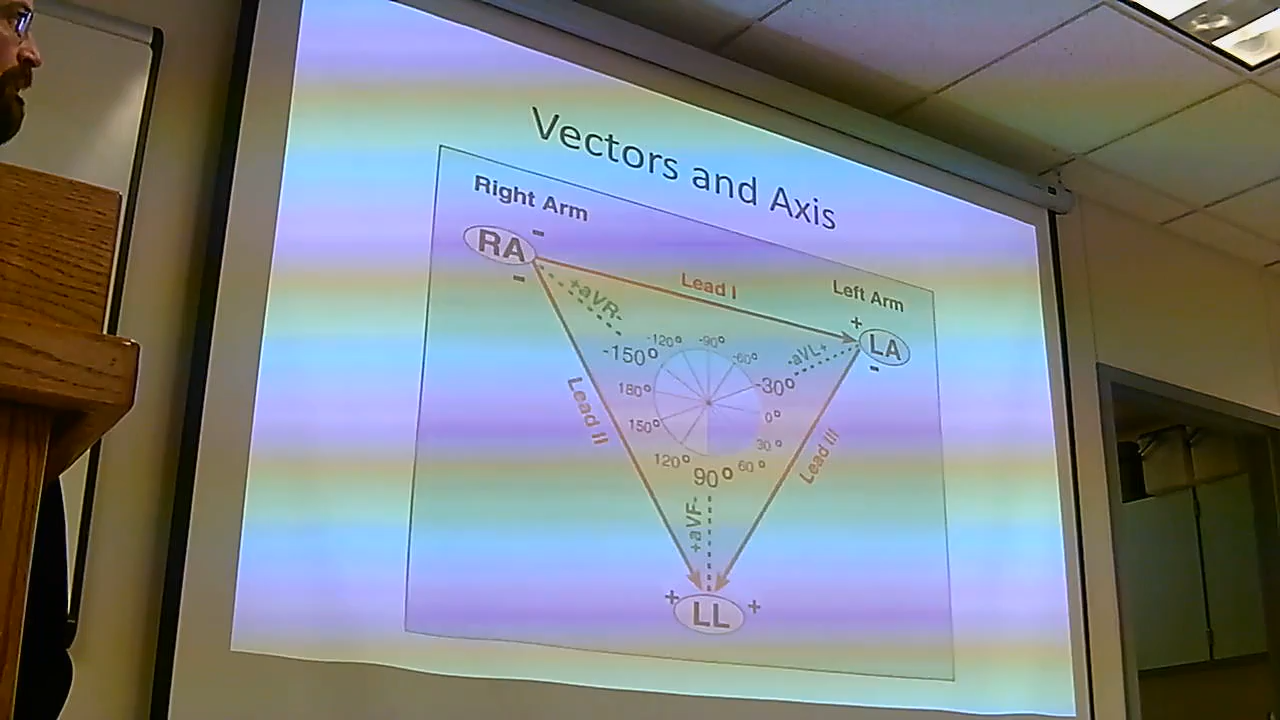 Vectors and Axis
Right Arm
RA
-
-
+aVR-
Lead I
Left Arm
+
LA
-
-aVL+
-120º
-90º
-60º
-150º
-30º
180º
0º
150º
30º
120º
60º
90º
Lead II
Lead III
+aVF-
+
LL
+